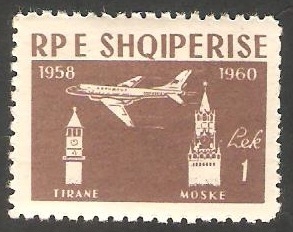 RP E SHQIPERISE
1958 1960
Lek
1
TIRANE MOSKE